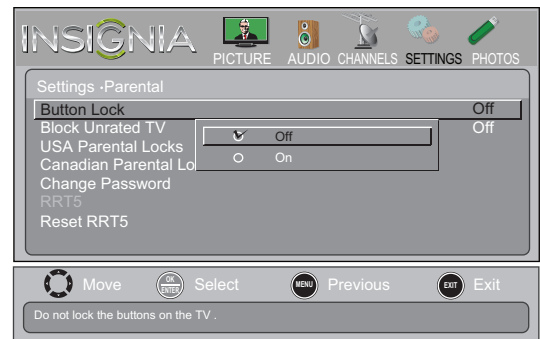 INSIGNIA
PICTURE AUDIO CHANNELS SETTINGS PHOTOS
Settings ·Parental
Button Lock Off
Block Unrated TV Off
USA Parental Locks
Canadian Parental Lo
Change Password
RRT5
Reset RRT5
Off
On
Move OK ENTER Select MENU Previous EXIT Exit
Do not lock the buttons on the TV .